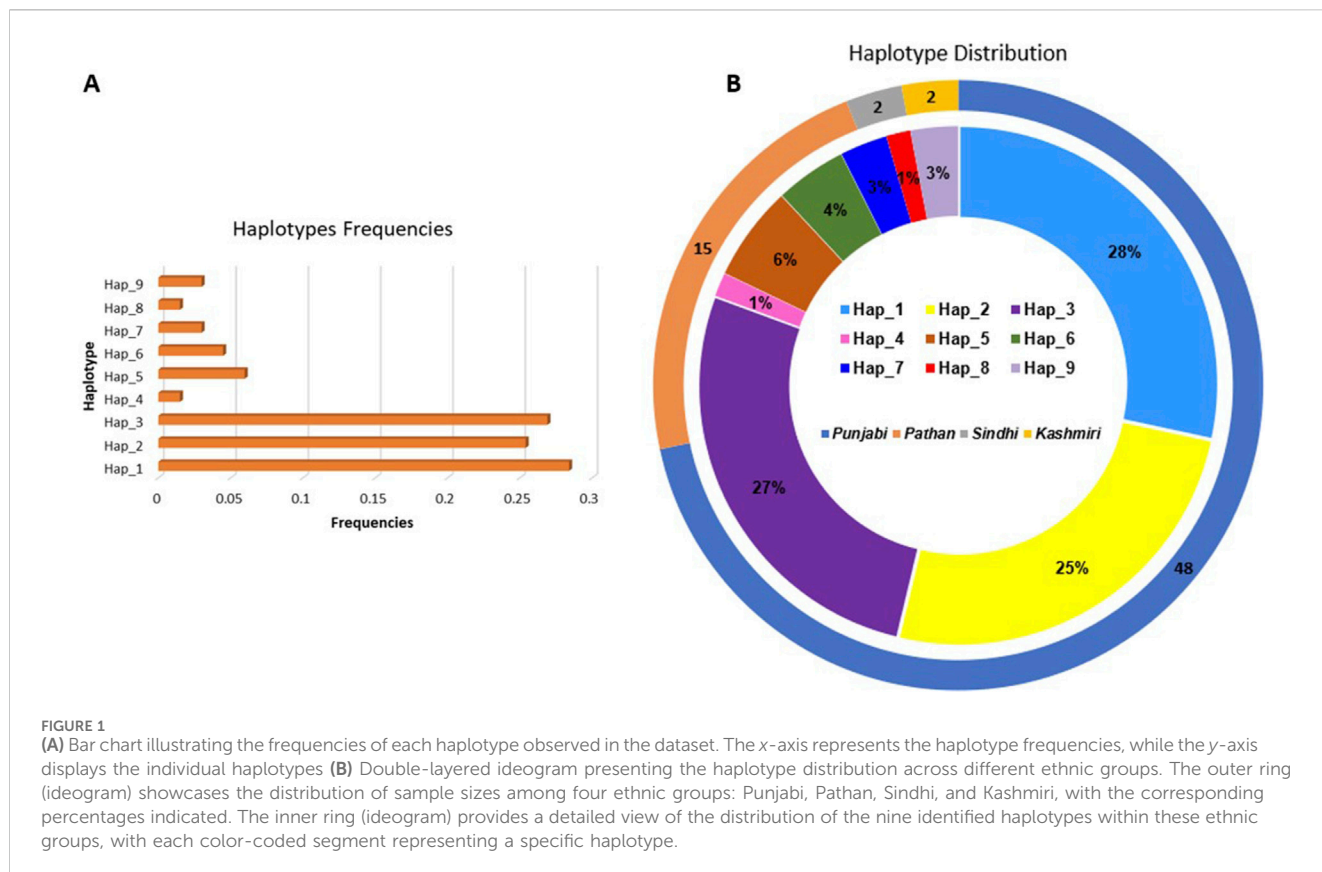 A
Haplotypes Frequencies
Haplotype
Hap_9
Hap_8
Hap_7
Hap_6
Hap_5
Hap_4
Hap_3
Hap_2
Hap_1
0 0.05 0.1 0.15 0.2 0.25 0.3
Frequencies
Haplotype Distribution
B
2 2
15
48
28%
25%
27%
1%
6%
4%
3%
1%
3%
Hap_1 Hap_2 Hap_3
Hap_4 Hap_5 Hap_6
Hap_7 Hap_8 Hap_9
Punjabi Pathan Sindhi Kashmiri
FIGURE 1
(A) Bar chart illustrating the frequencies of each haplotype observed in the dataset. The x-axis represents the haplotype frequencies, while the y-axis
displays the individual haplotypes (B) Double-layered ideogram presenting the haplotype distribution across different ethnic groups. The outer ring
(ideogram) showcases the distribution of sample sizes among four ethnic groups: Punjabi, Pathan, Sindhi, and Kashmiri, with the corresponding
percentages indicated. The inner ring (ideogram) provides a detailed view of the distribution of the nine identified haplotypes within these ethnic
groups, with each color-coded segment representing a specific haplotype.